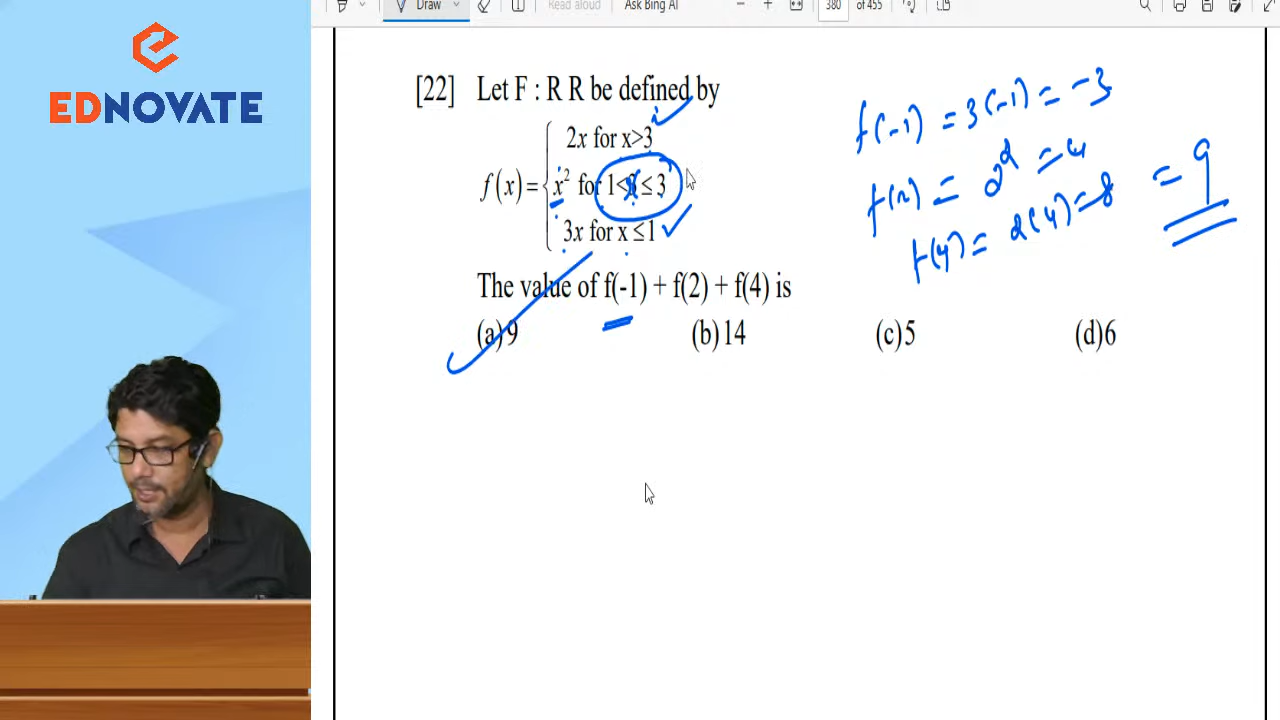 Draw
Read aloud
Ask Bing AI
380 of 455
EDNOVATE
[22] Let F : R R be defined by
2x for x>3
f(x)= x² for 1<x≤3
3x for x≤1
The value of f(-1) + f(2) + f(4) is
(a) 9 (b) 14 (c) 5 (d) 6
f(-1) = 3(-1) = -3
f(2) = 2² = 4
f(4) = 2(4) = 8
= 9